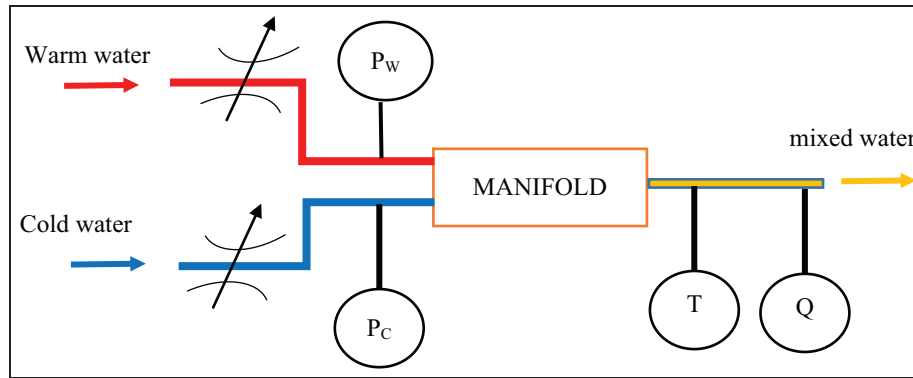 Warm water
P_W
MANIFOLD
mixed water
Cold water
P_C
T
Q